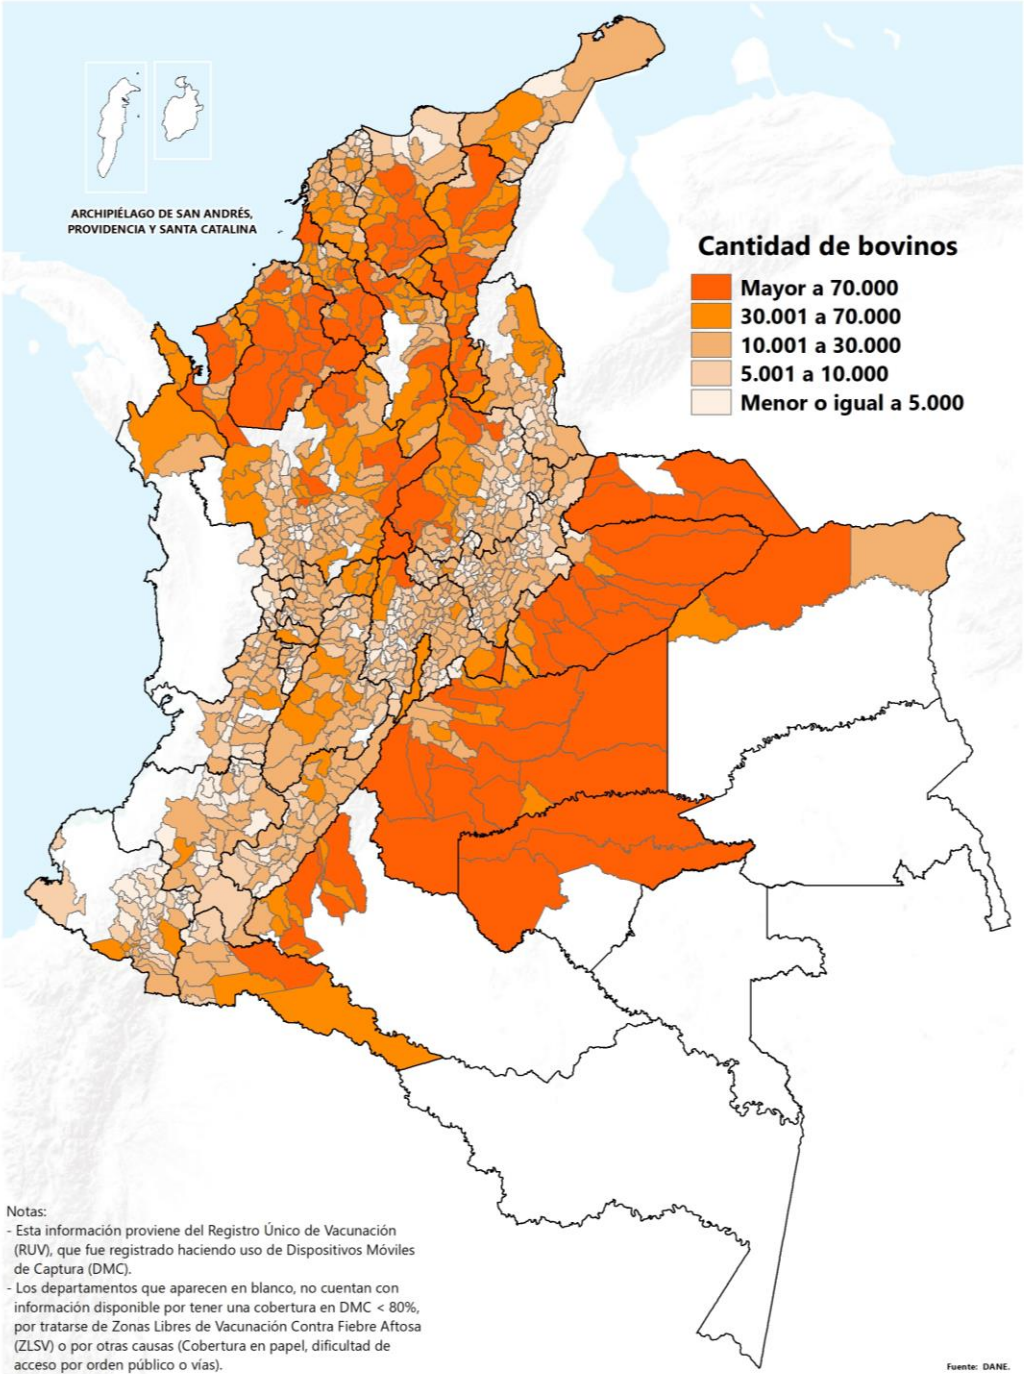 ARCHIPIÉLAGO DE SAN ANDRÉS,
PROVIDENCIA Y SANTA CATALINA
Cantidad de bovinos
Mayor a 70.000
30.001 a 70.000
10.001 a 30.000
5.001 a 10.000
Menor o igual a 5.000
Notas:
- Esta información proviene del Registro Único de Vacunación
(RUV), que fue registrado haciendo uso de Dispositivos Móviles
de Captura (DMC).
- Los departamentos que aparecen en blanco, no cuentan con
información disponible por tener una cobertura en DMC < 80%,
por tratarse de Zonas Libres de Vacunación Contra Fiebre Aftosa
(ZLSV) o por otras causas (Cobertura en papel, dificultad de
acceso por orden público o vías).
Fuente: DANE.